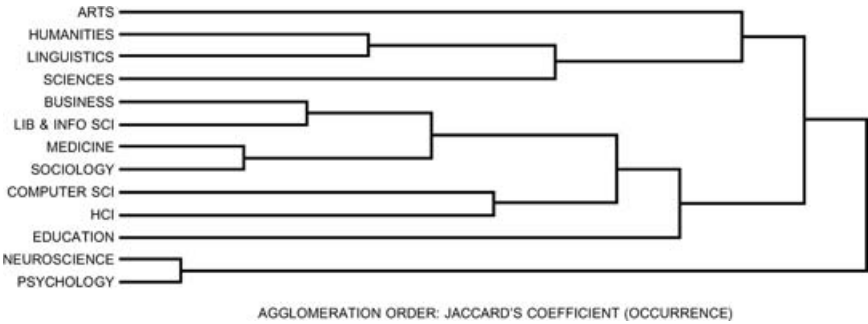 ARTS
HUMANITIES
LINGUISTICS
SCIENCES
BUSINESS
LIB & INFO SCI
MEDICINE
SOCIOLOGY
COMPUTER SCI
HCI
EDUCATION
NEUROSCIENCE
PSYCHOLOGY
AGGLOMERATION ORDER: JACCARD'S COEFFICIENT (OCCURRENCE)